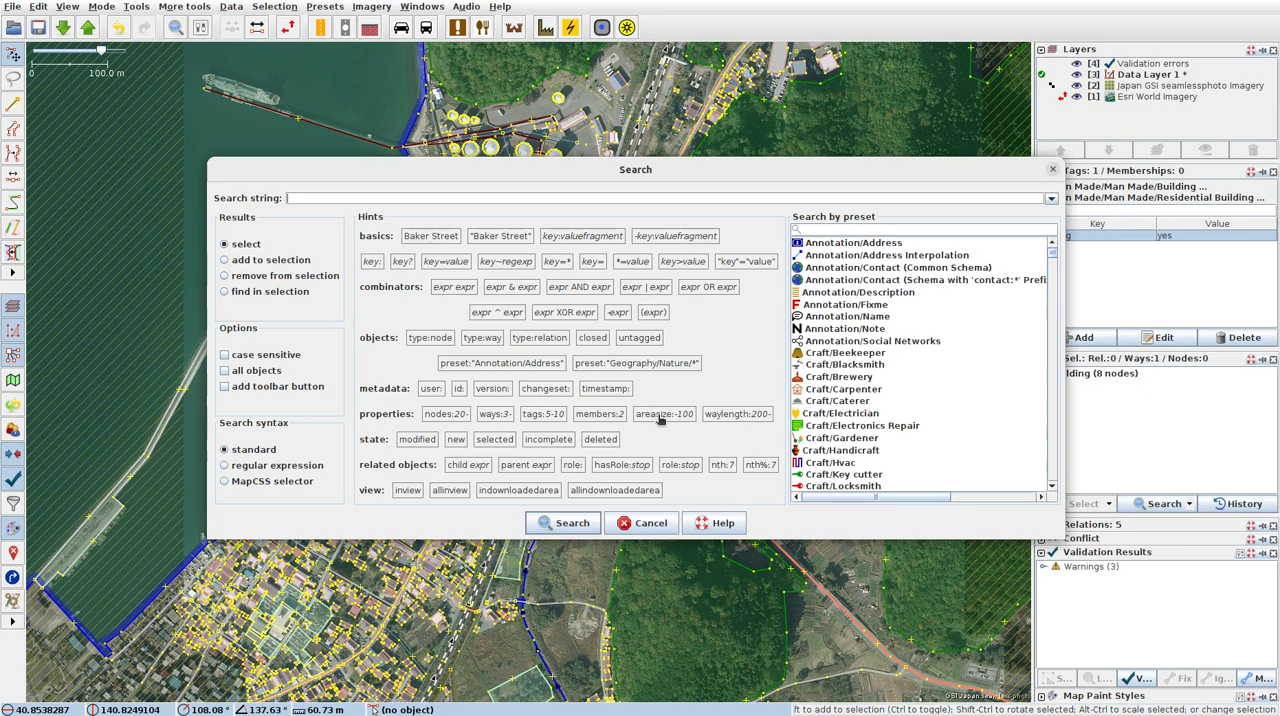 File Edit View Mode Tools More tools Data Selection Presets Imagery Windows Audio Help
0 100.0 m
Layers
[4] Validation errors
[3] Data Layer 1 *
[2] Japan GSI seamlessphoto Imagery
[1] Esri World Imagery
Search
Search string:
Results
select
add to selection
remove from selection
find in selection
Options
case sensitive
all objects
add toolbar button
Search syntax
standard
regular expression
MapCSS selector
Hints
basics: Baker Street "Baker Street" key:valuefragment -key:valuefragment
key: key? key=value key~regexp key=* key= *=value key>value "key"="value"
combinators: expr expr expr & expr expr AND expr expr | expr expr OR expr
expr ^ expr expr XOR expr -expr (expr)
objects: type:node type:way type:relation closed untagged
preset:"Annotation/Address" preset:"Geography/Nature/*"
metadata: user: id: version: changeset: timestamp:
properties: nodes:20- ways:3- tags:5-10 members:2 areasize:-100 waylength:200-
state: modified new selected incomplete deleted
related objects: child expr parent expr role: hasRole:stop role:stop nth:7 nth%:7
view: inview allinview indownloadedarea allindownloadedarea
Search by preset
Annotation/Address
Annotation/Address Interpolation
Annotation/Contact (Common Schema)
Annotation/Contact (Schema with 'contact:*' Prefi
Annotation/Description
Annotation/Fixme
Annotation/Name
Annotation/Note
Annotation/Social Networks
Craft/Beekeeper
Craft/Blacksmith
Craft/Brewery
Craft/Carpenter
Craft/Caterer
Craft/Electrician
Craft/Electronics Repair
Craft/Gardener
Craft/Handicraft
Craft/Hvac
Craft/Key cutter
Craft/Locksmith
Search Cancel Help
Tags: 1 / Memberships: 0
n Made/Man Made/Building ...
n Made/Man Made/Residential Building ...
Key Value
g yes
Add Edit Delete
Sel.: Rel.:0 / Ways:1 / Nodes:0
lding (8 nodes)
Select Search History
Relations: 5
Conflict
Validation Results
Warnings (3)
S... L... V... Fix Ig... M...
Map Paint Styles
40.8538287 140.8249104 108.08° 137.63° 60.73 m (no object)
ft to add to selection (Ctrl to toggle); Shift-Ctrl to rotate selected; Alt-Ctrl to scale selected; or change selection